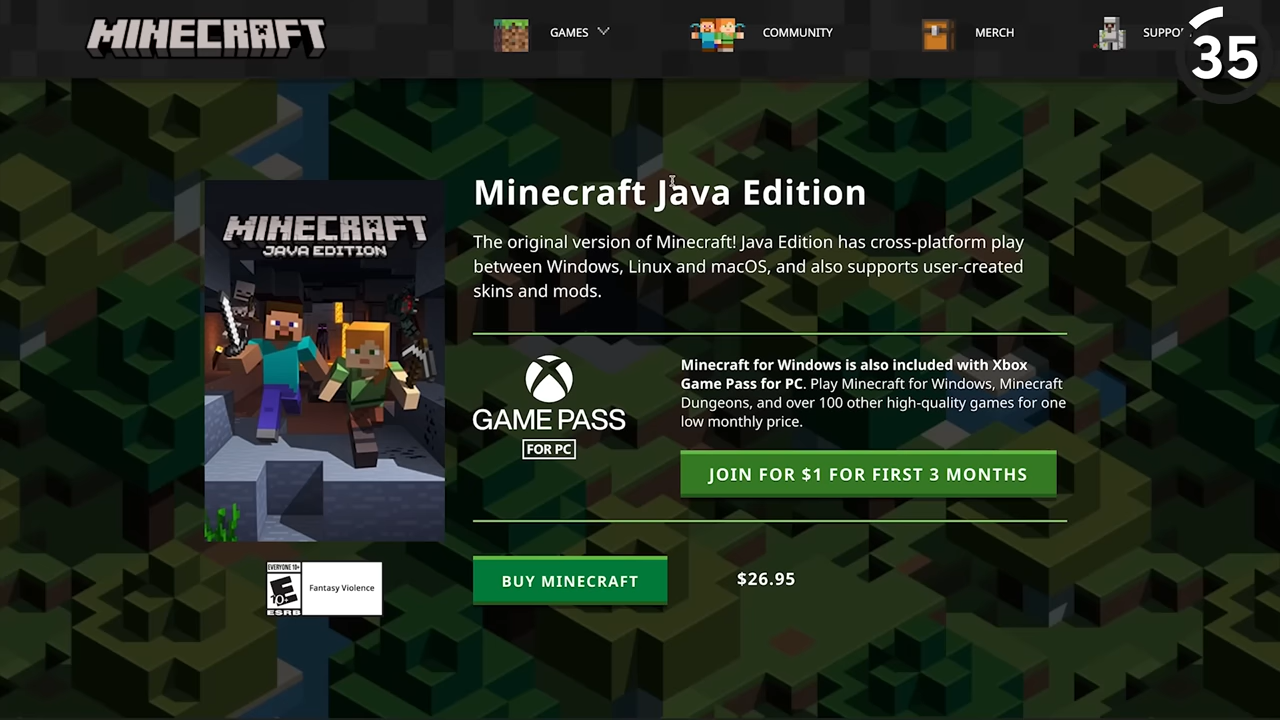 MINECRAFT
GAMES
COMMUNITY
MERCH
SUPPO
35
MINECRAFT
JAVA EDITION
Minecraft Java Edition
The original version of Minecraft! Java Edition has cross-platform play
between Windows, Linux and macOS, and also supports user-created
skins and mods.
GAME PASS
FOR PC
Minecraft for Windows is also included with Xbox
Game Pass for PC. Play Minecraft for Windows, Minecraft
Dungeons, and over 100 other high-quality games for one
low monthly price.
JOIN FOR $1 FOR FIRST 3 MONTHS
BUY MINECRAFT
$26.95
EVERYONE 10+
E
10+
ESRB
Fantasy Violence